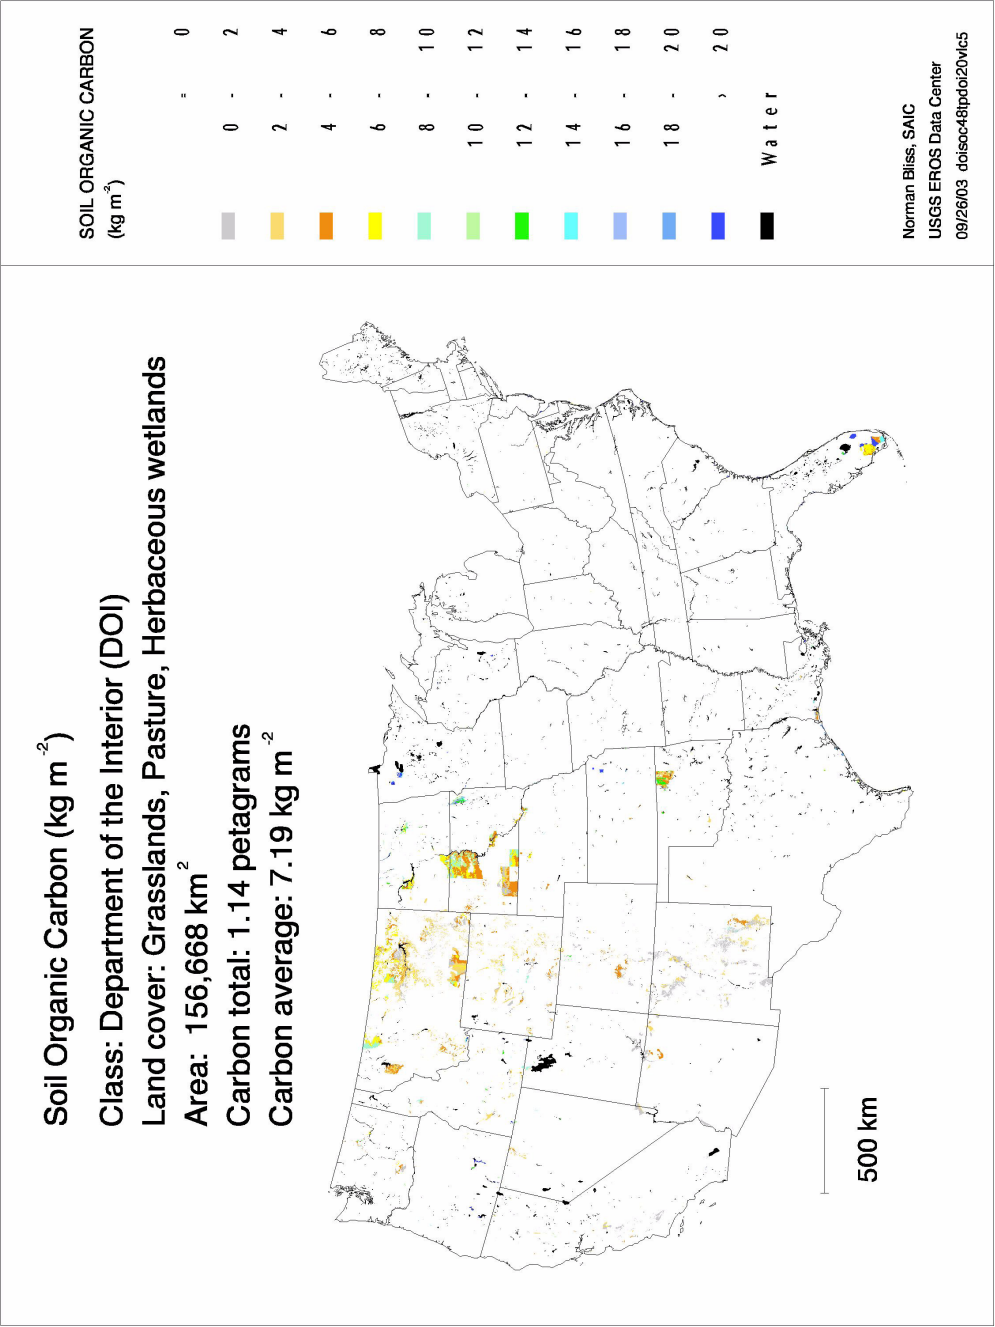 Soil Organic Carbon (kg m⁻²)
Class: Department of the Interior (DOI)
Land cover: Grasslands, Pasture, Herbaceous wetlands
Area: 156,668 km²
Carbon total: 1.14 petagrams
Carbon average: 7.19 kg m⁻²
500 km
SOIL ORGANIC CARBON
(kg m⁻²)
= 0
0 - 2
2 - 4
4 - 6
6 - 8
8 - 10
10 - 12
12 - 14
14 - 16
16 - 18
18 - 20
> 20
Water
Norman Bliss, SAIC
USGS EROS Data Center
09/26/03 doisoc48tpdoi20vlc5